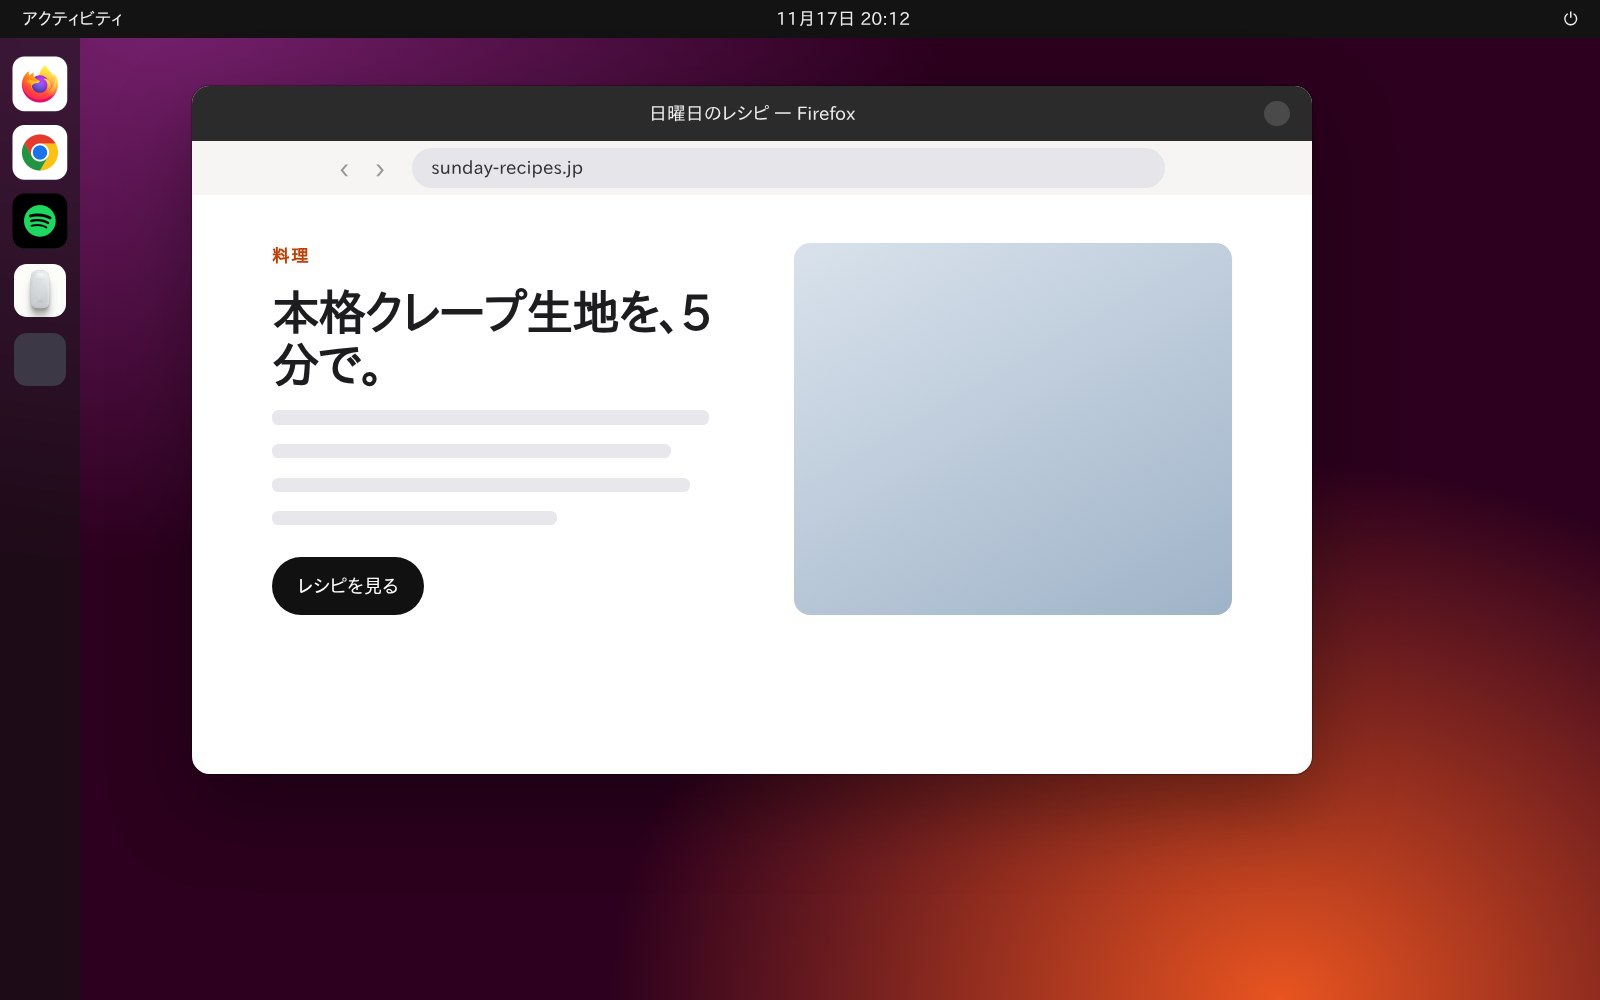 アクティビティ
11月17日 20:12
日曜日のレシピ — Firefox
sunday-recipes.jp
料理
本格クレープ生地を、5
分で。
レシピを見る